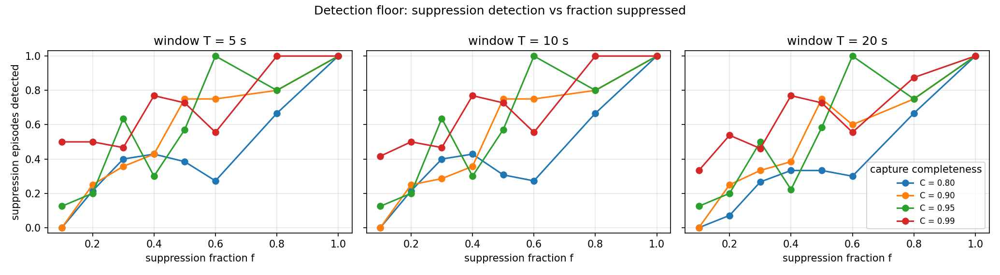 Detection floor: suppression detection vs fraction suppressed
window T = 5 s
window T = 10 s
window T = 20 s
suppression episodes detected
1.0
0.8
0.6
0.4
0.2
0.0
0.2 0.4 0.6 0.8 1.0
0.2 0.4 0.6 0.8 1.0
0.2 0.4 0.6 0.8 1.0
suppression fraction f
suppression fraction f
suppression fraction f
capture completeness
C = 0.80
C = 0.90
C = 0.95
C = 0.99